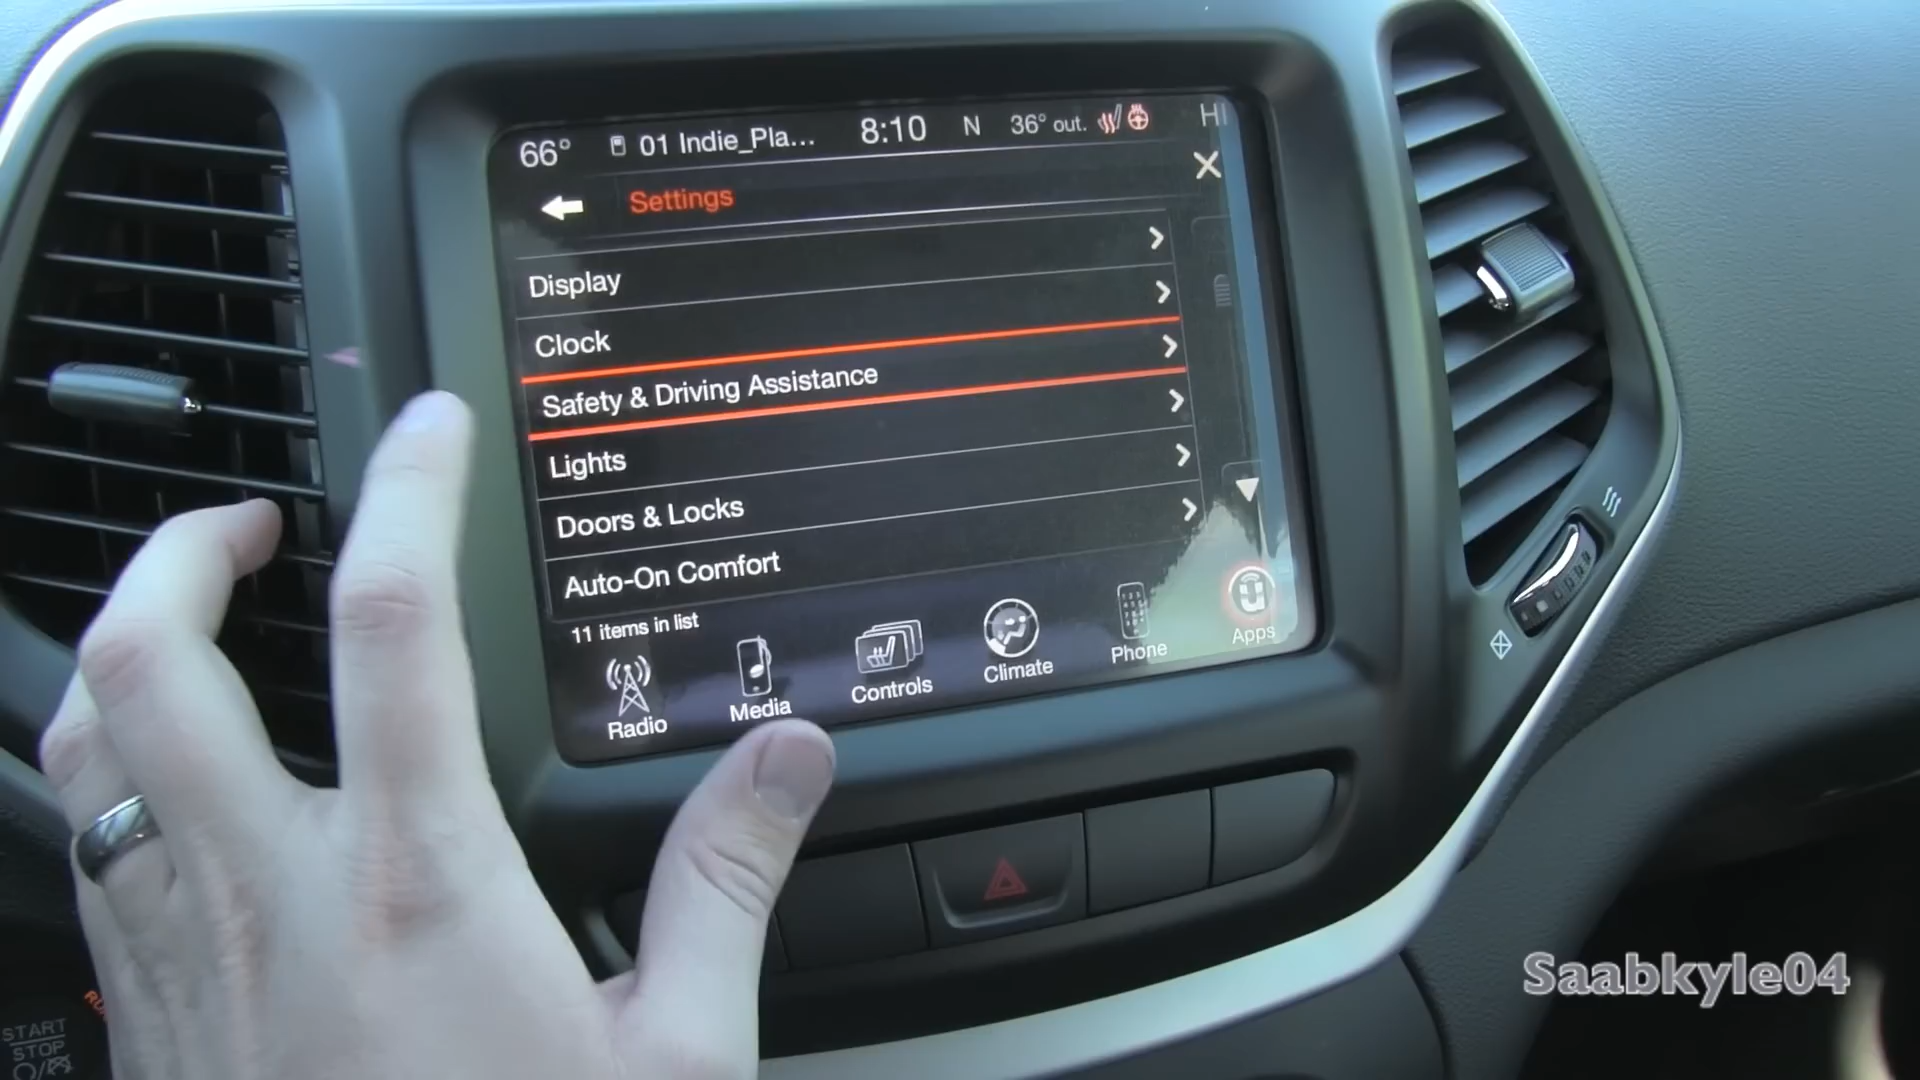 66° 01 Indie_Pla... 8:10 N 36° out. HI
Settings
Display
Clock
Safety & Driving Assistance
Lights
Doors & Locks
Auto-On Comfort
11 items in list
Radio Media Controls Climate Phone Apps
START
STOP
Saabkyle04